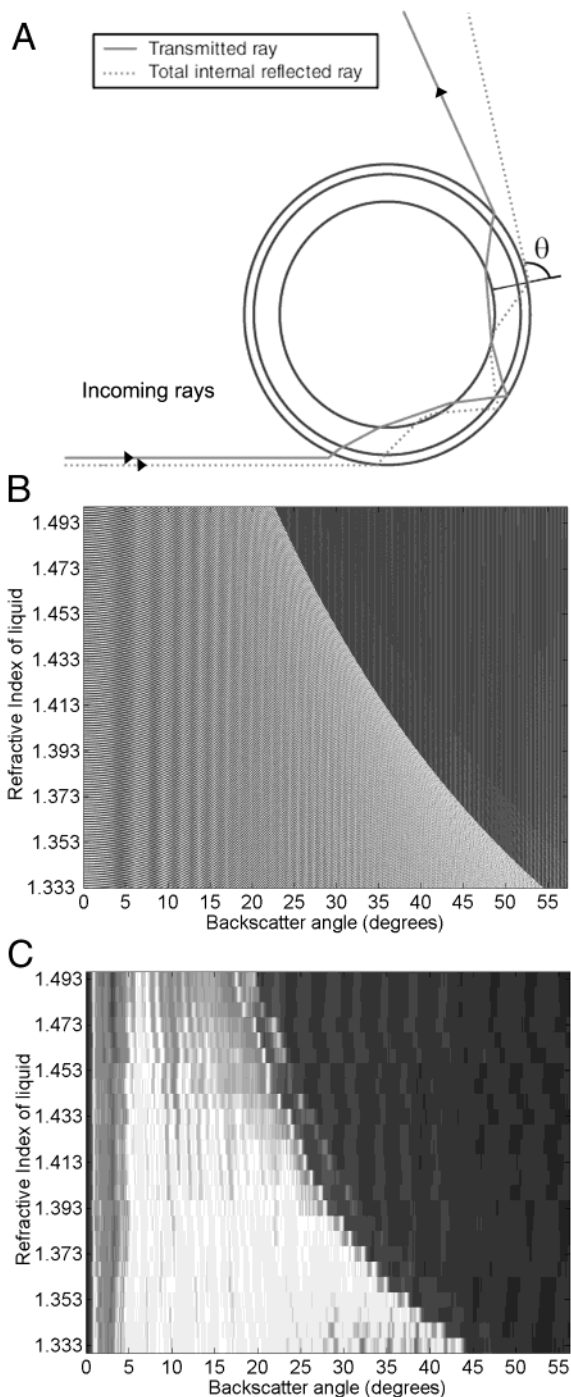 A
Transmitted ray
Total internal reflected ray
θ
Incoming rays
B
Refractive Index of liquid
1.493
1.473
1.453
1.433
1.413
1.393
1.373
1.353
1.333
0 5 10 15 20 25 30 35 40 45 50 55
Backscatter angle (degrees)
C
Refractive Index of liquid
1.493
1.473
1.453
1.433
1.413
1.393
1.373
1.353
1.333
0 5 10 15 20 25 30 35 40 45 50 55
Backscatter angle (degrees)